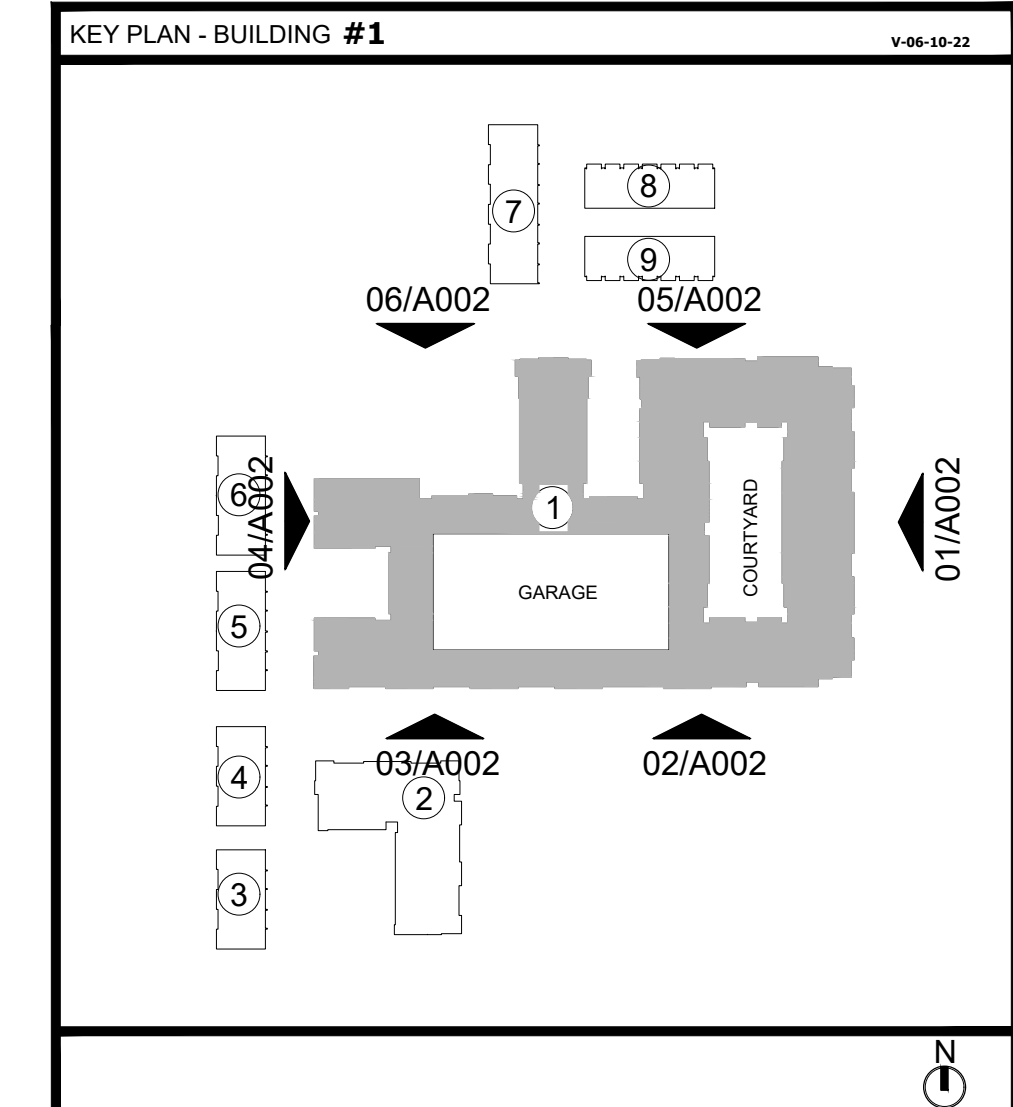 KEY PLAN - BUILDING #1
V-06-10-22
7
8
9
06/A002
05/A002
6
04/A002
1
COURTYARD
01/A002
GARAGE
5
03/A002
02/A002
4
2
3
N